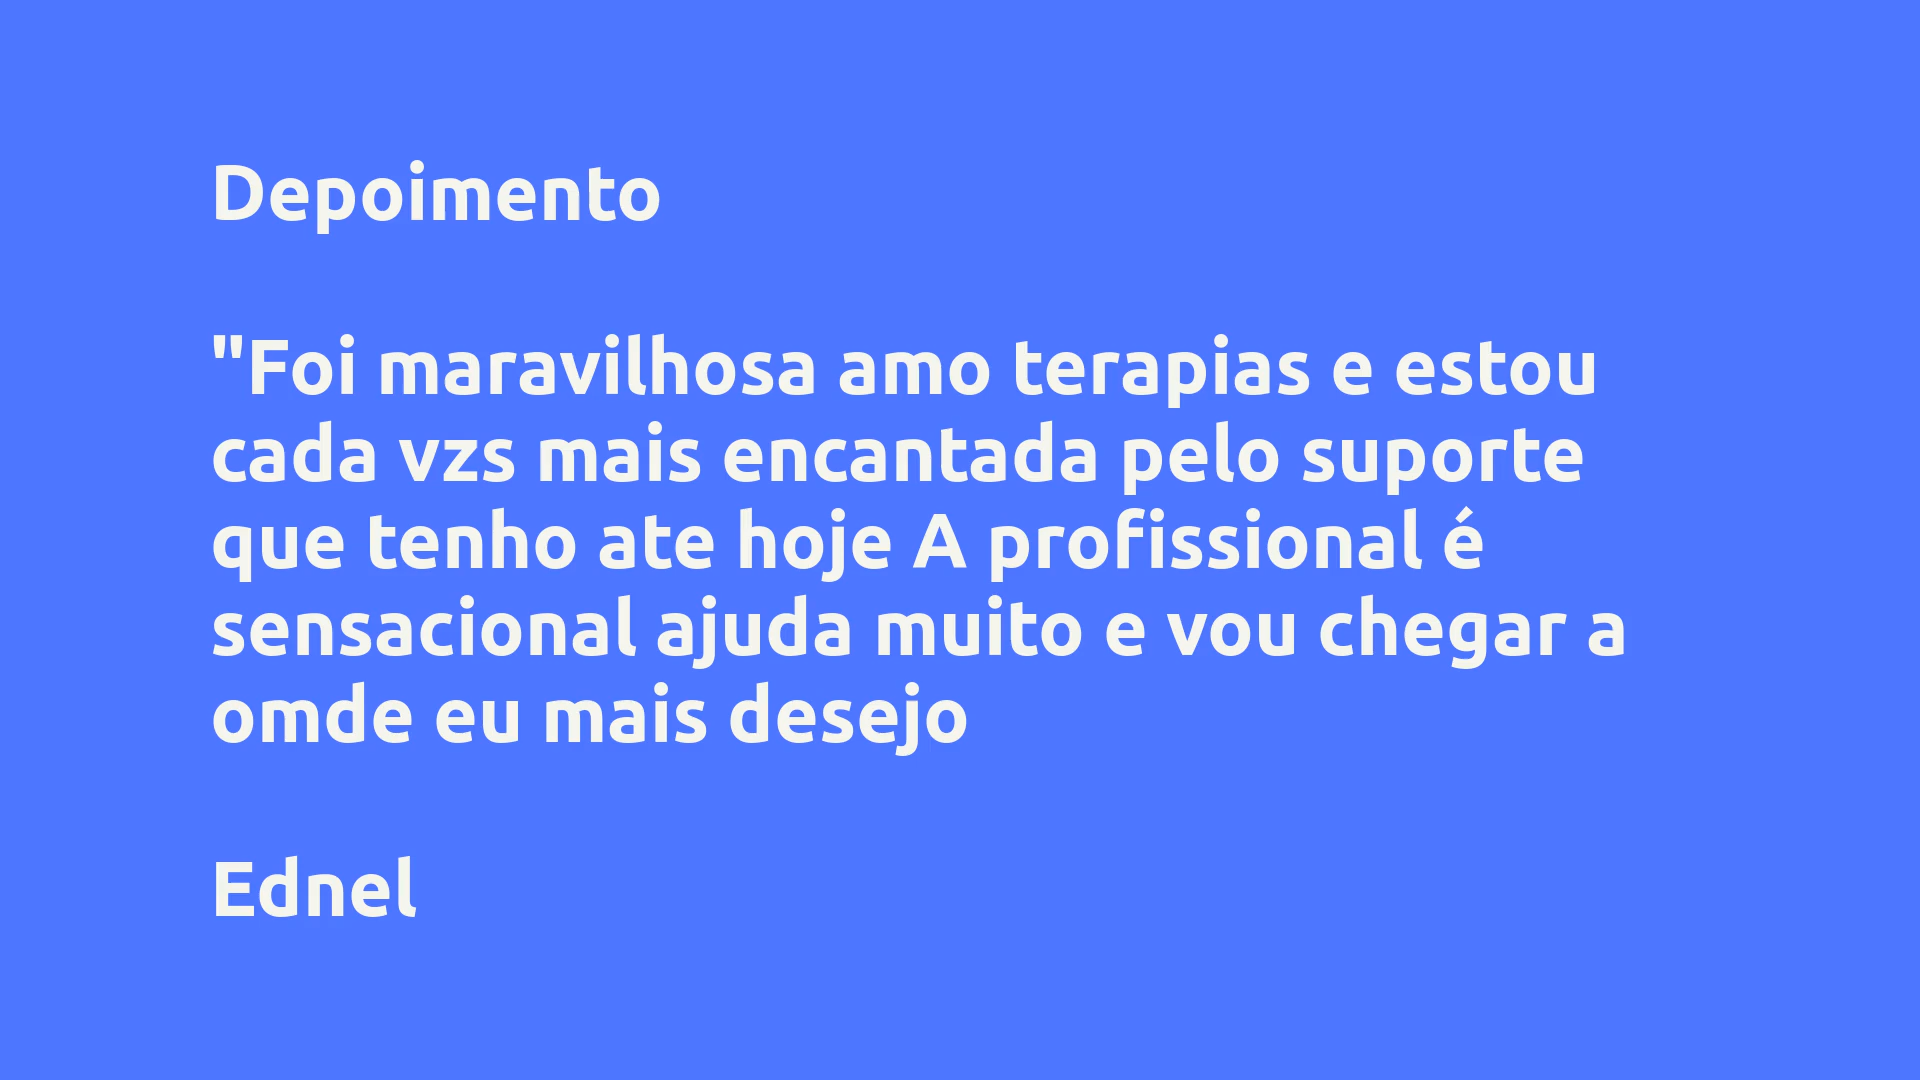 Depoimento
"Foi maravilhosa amo terapias e estou
cada vzs mais encantada pelo suporte
que tenho ate hoje A profissional é
sensacional ajuda muito e vou chegar a
omde eu mais desejo
Ednel